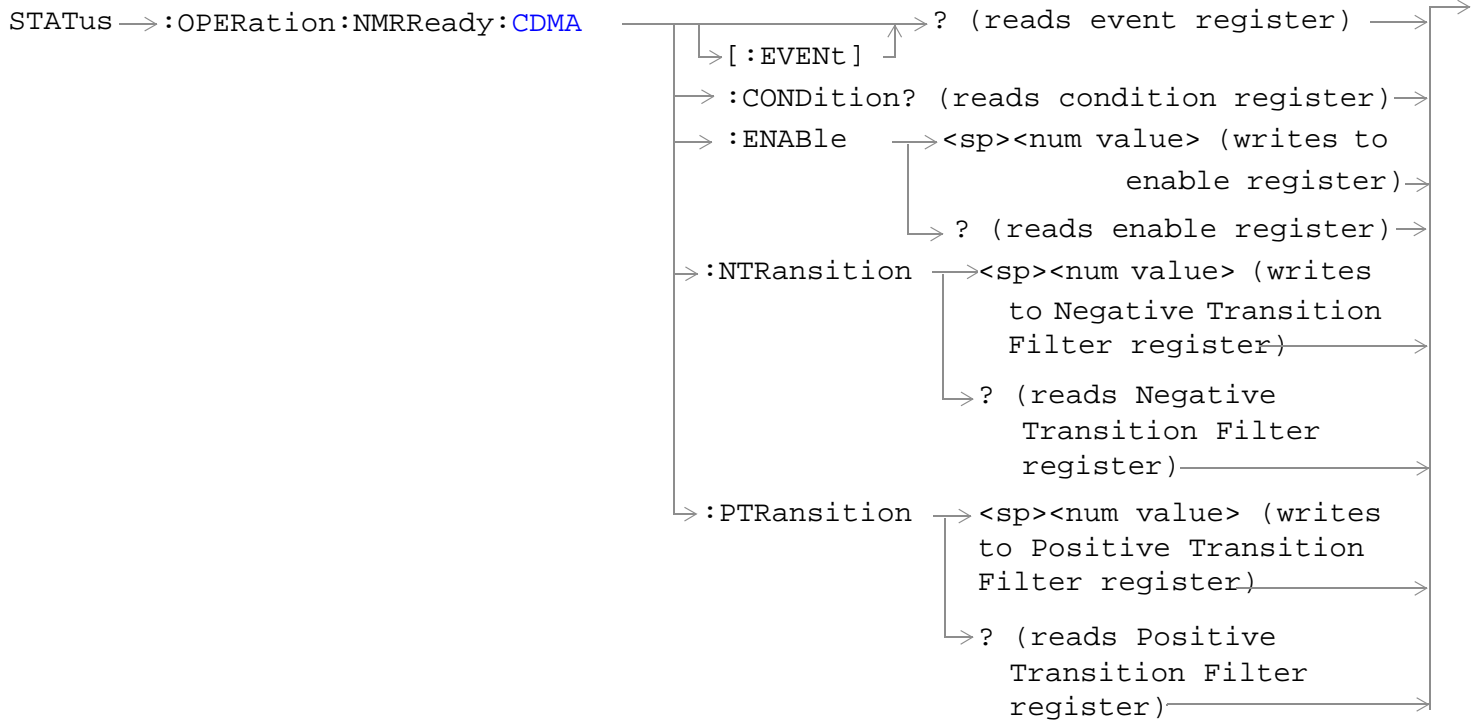 STATus :OPERation:NMRReady:CDMA ? (reads event register)
[:EVENt]
:CONDition? (reads condition register)
:ENABle <sp><num value> (writes to
enable register)
? (reads enable register)
:NTRansition <sp><num value> (writes
to Negative Transition
Filter register)
? (reads Negative
Transition Filter
register)
:PTRansition <sp><num value> (writes
to Positive Transition
Filter register)
? (reads Positive
Transition Filter
register)